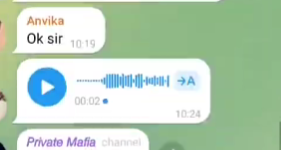 Anvika
Ok sir 10:19
→A
00:02
10:24
Private Mafia channel